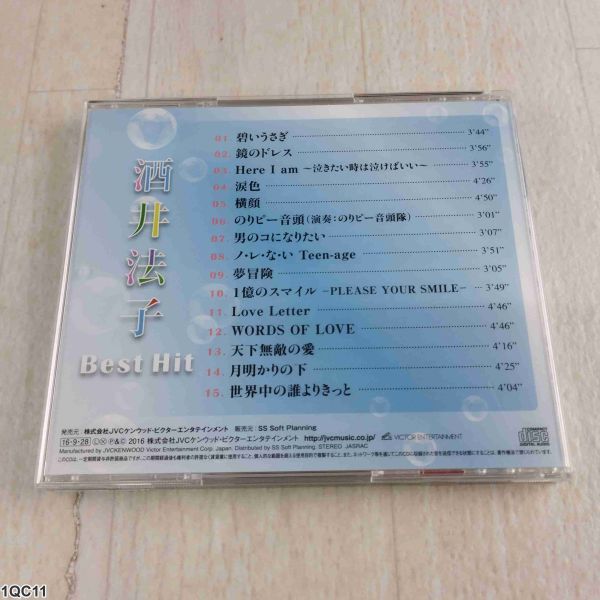 酒井法子
Best Hit
01. 碧いうさぎ 3'44"
02. 鏡のドレス 3'56"
03. Here I am ～泣きたい時は泣けばいい～ 3'55"
04. 涙色 4'26"
05. 横顔 4'50"
06. のりピー音頭(演奏:のりピー音頭隊) 3'01"
07. 男のコになりたい 3'07"
08. ノ・レ・な・い Teen-age 3'51"
09. 夢冒険 3'05"
10. 1億のスマイル -PLEASE YOUR SMILE- 3'49"
11. Love Letter 4'46"
12. WORDS OF LOVE 4'46"
13. 天下無敵の愛 4'16"
14. 月明かりの下 4'25"
15. 世界中の誰よりきっと 4'04"
発売元：株式会社JVCケンウッド・ビクターエンタテインメント 販売元：SS Soft Planning
16・9・28 Ⓛ Ⓧ Ⓟ&Ⓒ 2016 株式会社JVCケンウッド・ビクターエンタテインメント http://jvcmusic.co.jp/ VICTOR ENTERTAINMENT
COMPACT disc DIGITAL AUDIO
Manufactured by JVCKENWOOD Victor Entertainment Corp. Japan. Distributed by SS Soft Planning. STEREO JASRAC
1QC11